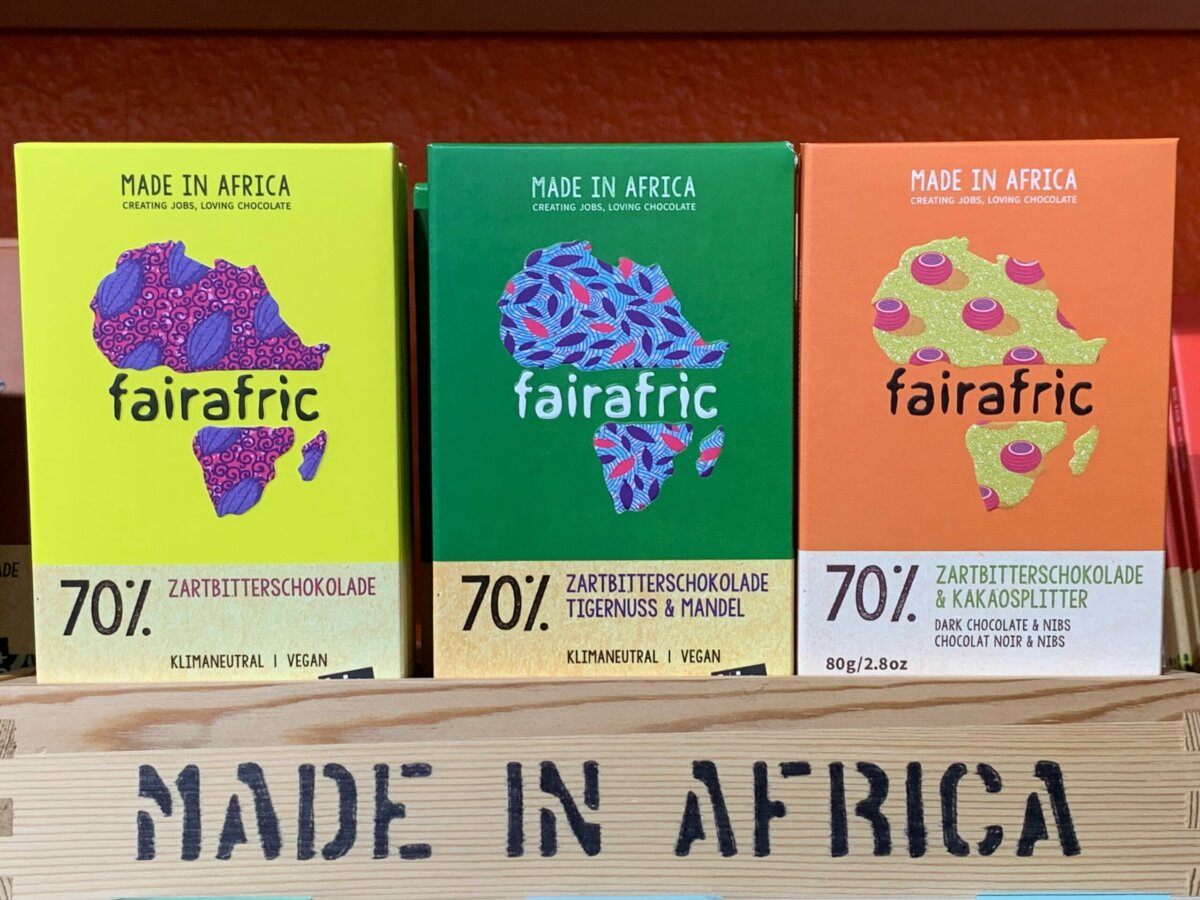 MADE IN AFRICA
CREATING JOBS, LOVING CHOCOLATE
fairafric
70%
ZARTBITTERSCHOKOLADE
KLIMANEUTRAL | VEGAN
MADE IN AFRICA
CREATING JOBS, LOVING CHOCOLATE
fairafric
70%
ZARTBITTERSCHOKOLADE
TIGERNUSS & MANDEL
KLIMANEUTRAL | VEGAN
MADE IN AFRICA
CREATING JOBS, LOVING CHOCOLATE
fairafric
70%
ZARTBITTERSCHOKOLADE
& KAKAOSPLITTER
DARK CHOCOLATE & NIBS
CHOCOLAT NOIR & NIBS
80g/2.8oz
MADE IN AFRICA